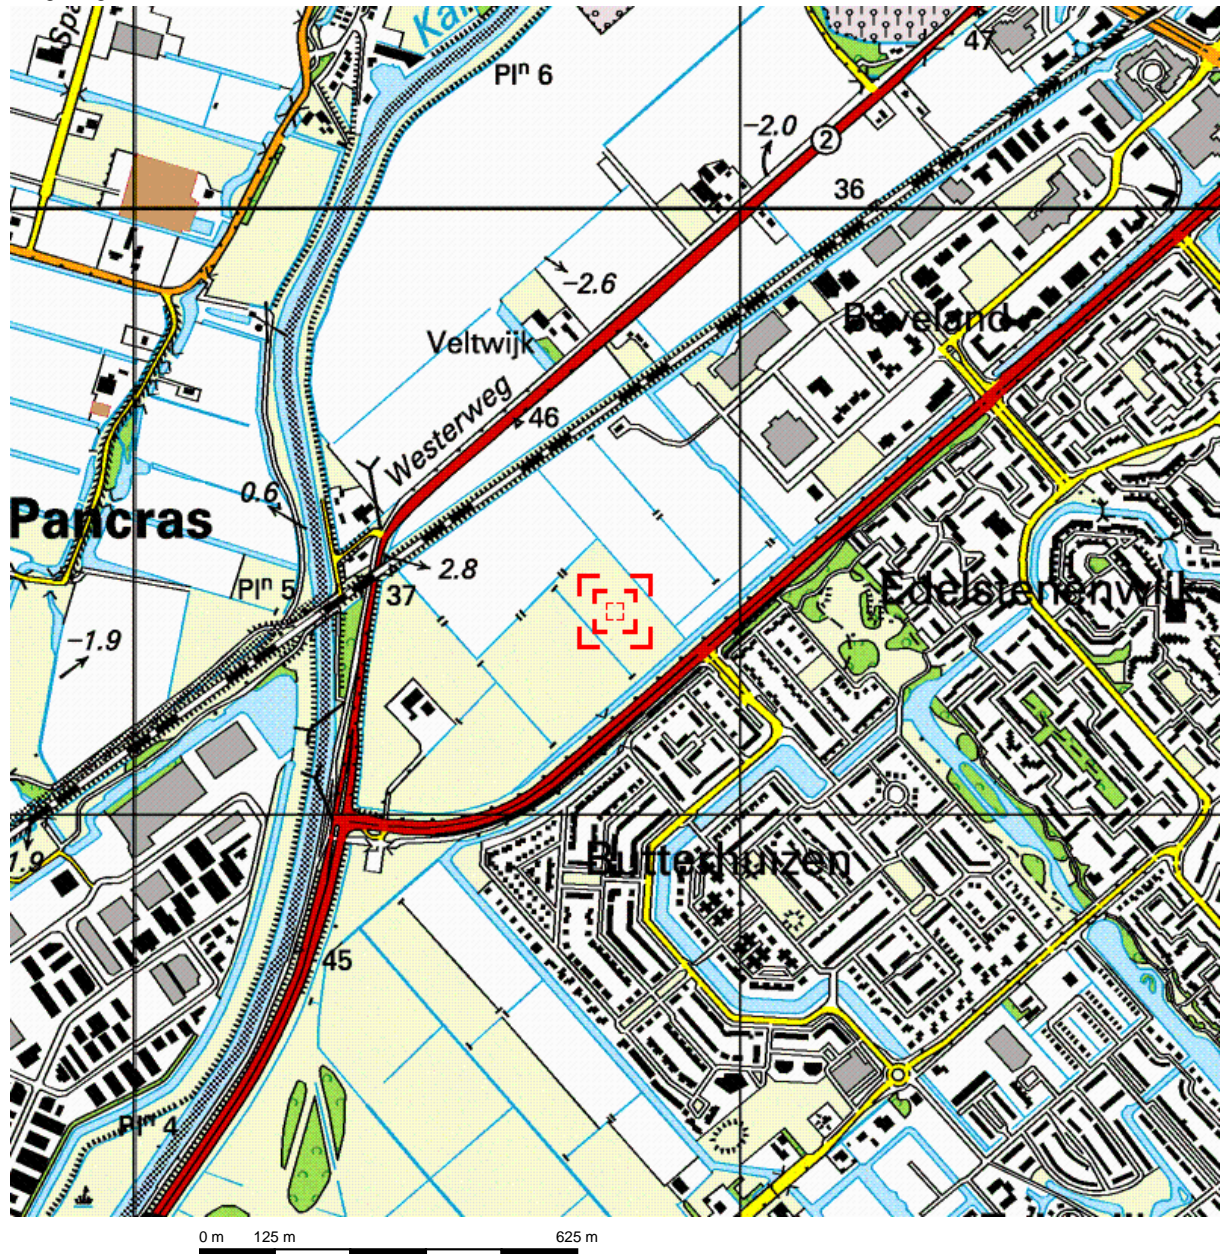 Spa
Kan
Plⁿ 6
47
–2.0
2
36
–2.6
Beveland
Veltwijk
Westerweg
46
0.6
Pancras
2.8
Plⁿ 5
37
Edelstenenwijk
–1.9
1.9
Butterhuizen
45
Plⁿ 4
0 m 125 m 625 m